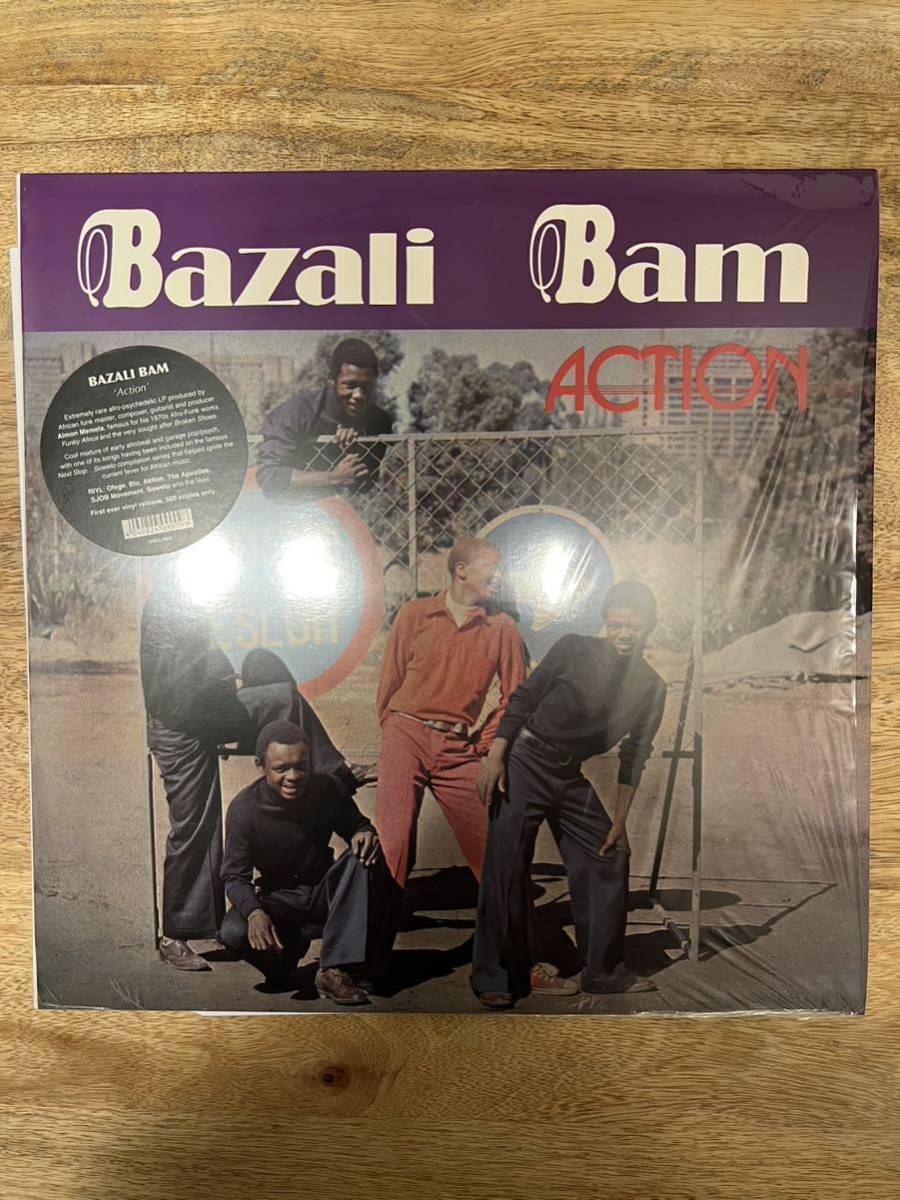 Bazali Bam
ACTION
BAZALI BAM
'Action'
Extremely rare afro-psychedelic LP produced by
African funk master, composer, guitarist and producer
Almon Memela, famous for his 1970s Afro-Funk works
Funky Africa and the very sought after Broken Shoes.
Cool mixture of early afrobeat and garage pop/psych,
with one of its songs having been included on the famous
Next Stop... Soweto compilation series that helped ignite the
current fever for African music.
RIYL: Ofege, Blo, Aktion, The Apostles,
SJOB Movement, Soweto and the likes.
First ever vinyl reissue, 500 copies only.